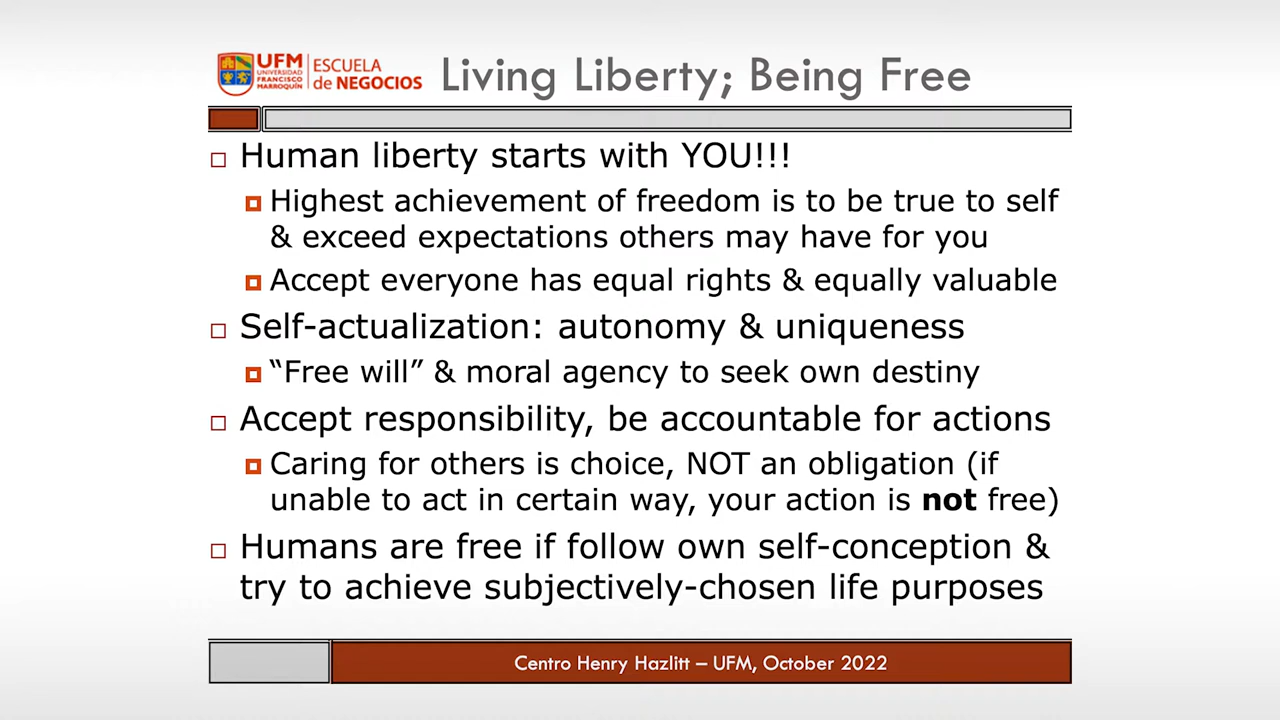 UFM
UNIVERSIDAD
FRANCISCO
MARROQUÍN
ESCUELA
de NEGOCIOS
Living Liberty; Being Free
Human liberty starts with YOU!!!
Highest achievement of freedom is to be true to self
& exceed expectations others may have for you
Accept everyone has equal rights & equally valuable
Self-actualization: autonomy & uniqueness
“Free will” & moral agency to seek own destiny
Accept responsibility, be accountable for actions
Caring for others is choice, NOT an obligation (if
unable to act in certain way, your action is not free)
Humans are free if follow own self-conception &
try to achieve subjectively-chosen life purposes
Centro Henry Hazlitt – UFM, October 2022